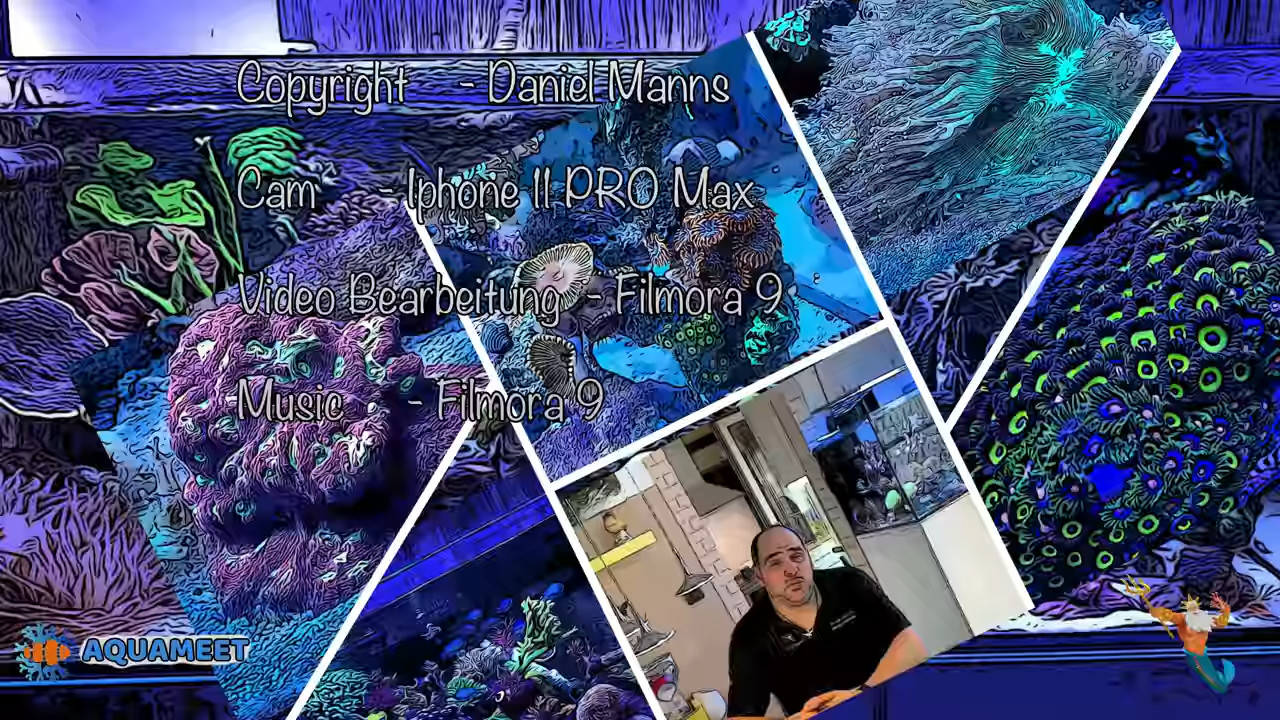 Copyright - Daniel Manns
Cam - Iphone 11 PRO Max
Video Bearbeitung - Filmora 9
Music - Filmora 9
AQUAMEET